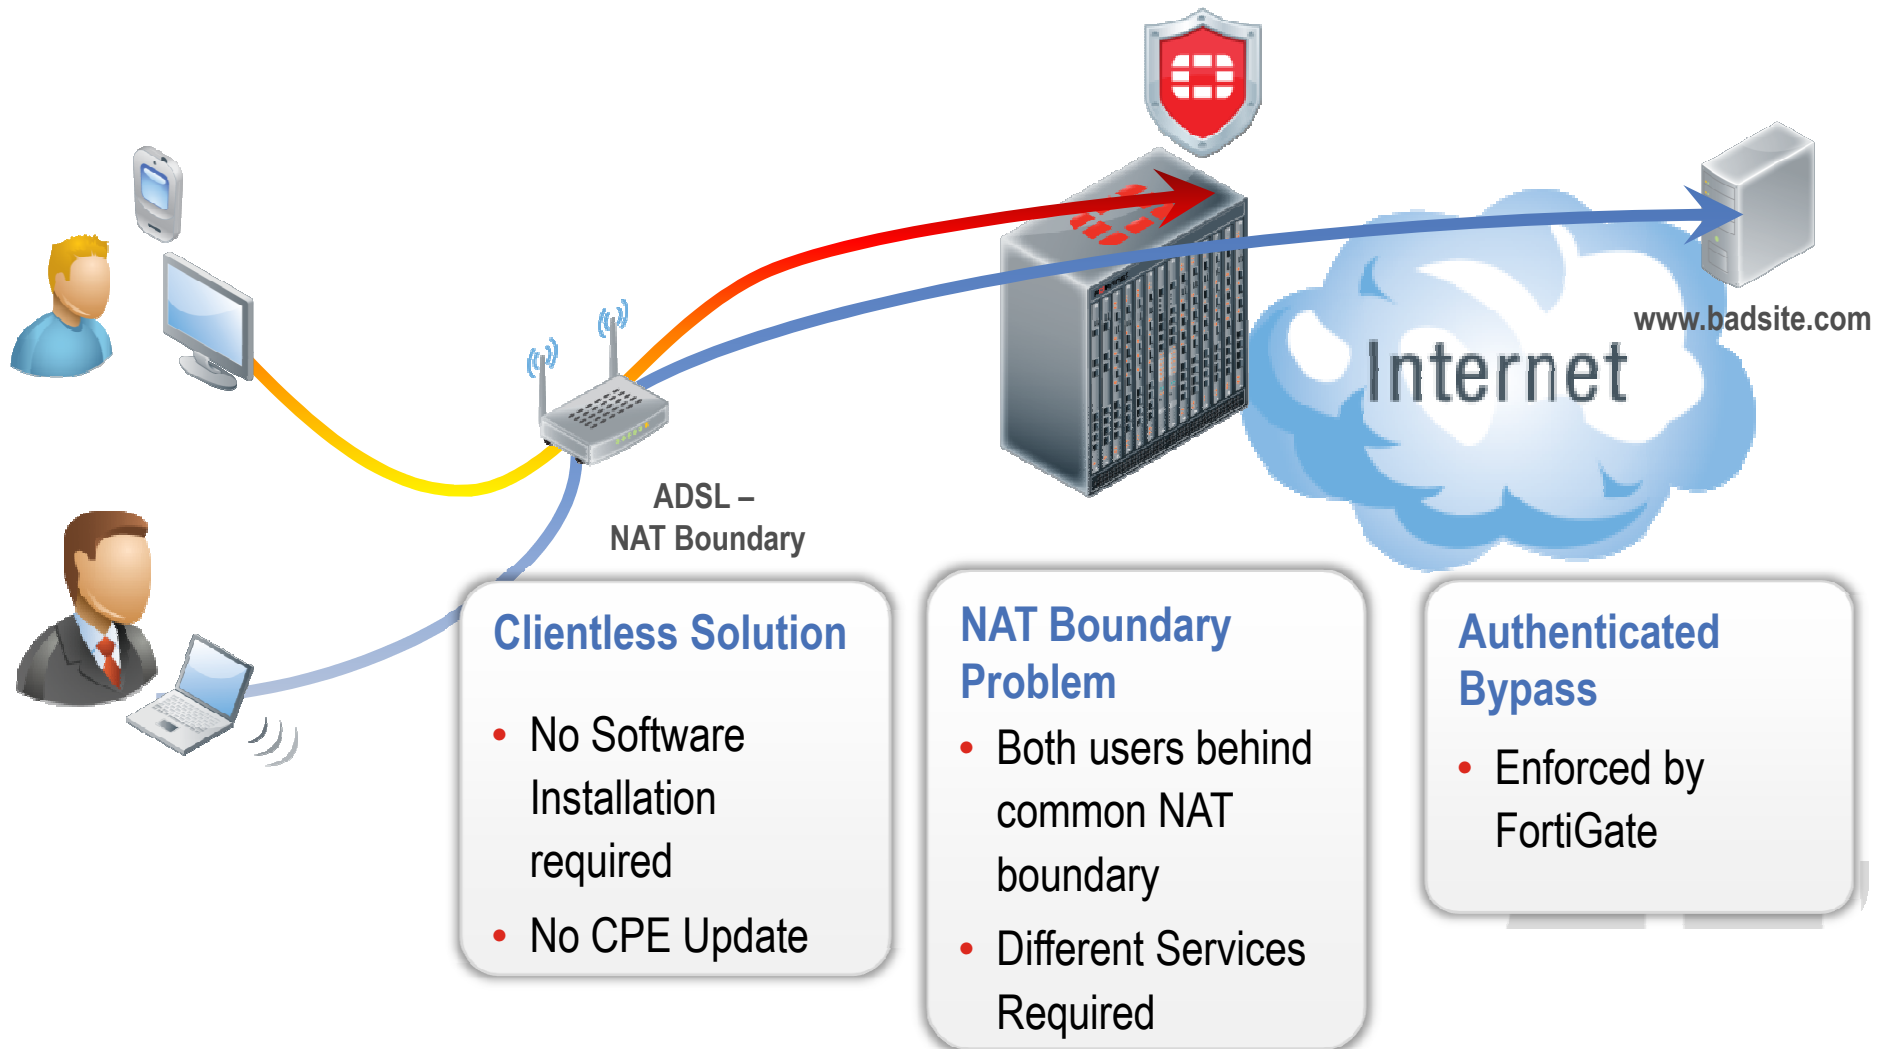 www.badsite.com
Internet
ADSL –
NAT Boundary
Clientless Solution
• No Software
Installation
required
• No CPE Update
NAT Boundary
Problem
• Both users behind
common NAT
boundary
• Different Services
Required
Authenticated
Bypass
• Enforced by
FortiGate